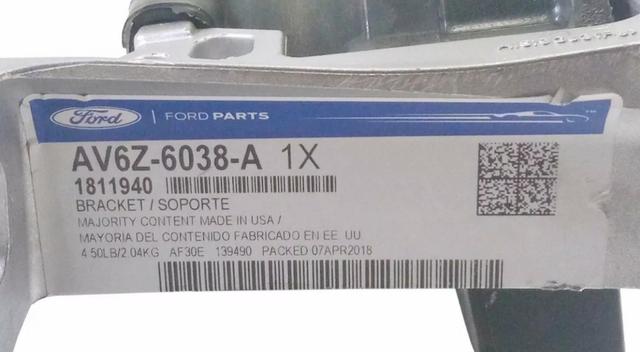 Ford FORD PARTS
AV6Z-6038-A 1X
1811940
BRACKET / SOPORTE
MAJORITY CONTENT MADE IN USA /
MAYORIA DEL CONTENIDO FABRICADO EN EE. UU
4.50LB/2.04KG AF30E 139490 PACKED 07APR2018